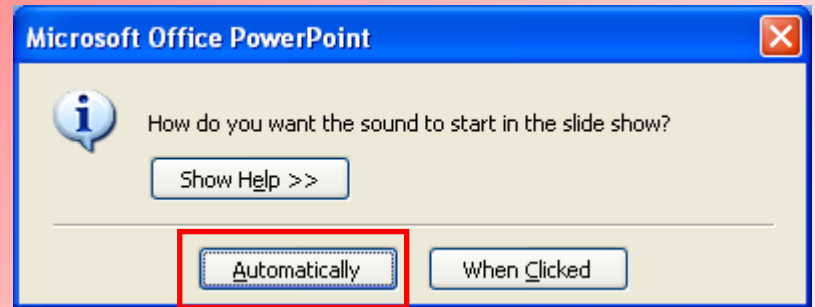 Microsoft Office PowerPoint
How do you want the sound to start in the slide show?
Show Help >>
Automatically When Clicked